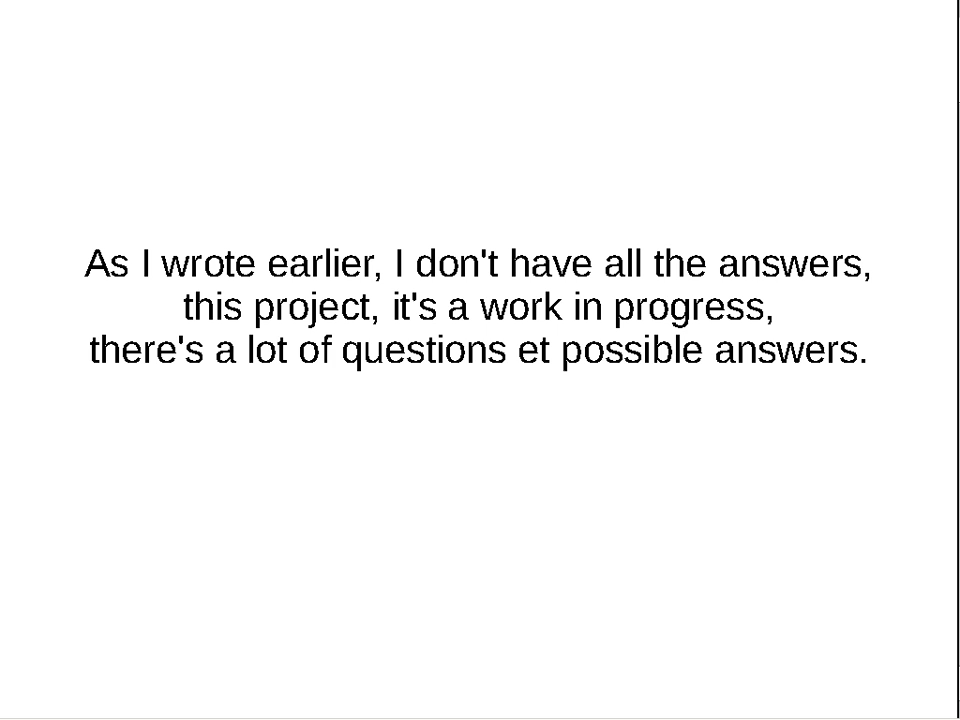 As I wrote earlier, I don't have all the answers,
this project, it's a work in progress,
there's a lot of questions et possible answers.